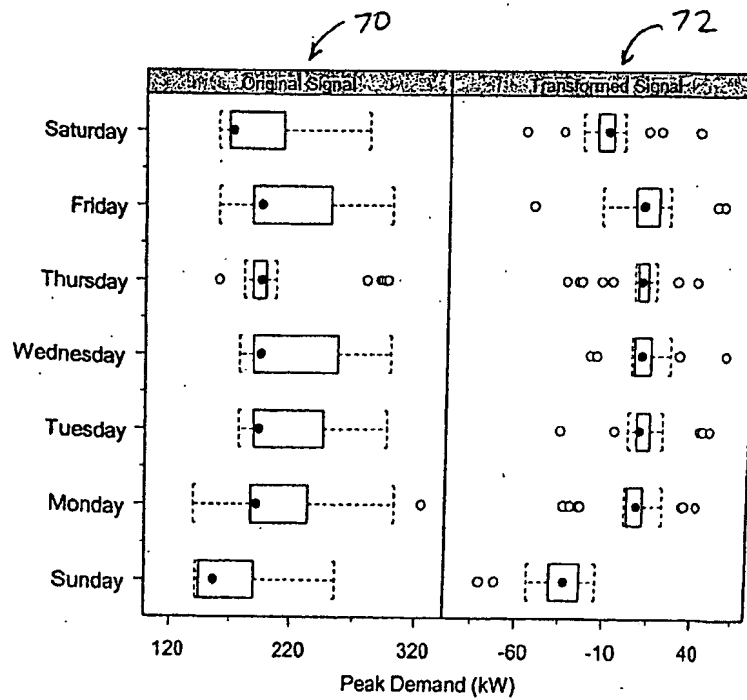 70 72
Original Signal Transformed Signal
Saturday
Friday
Thursday
Wednesday
Tuesday
Monday
Sunday
120 220 320 -60 -10 40
Peak Demand (kW)